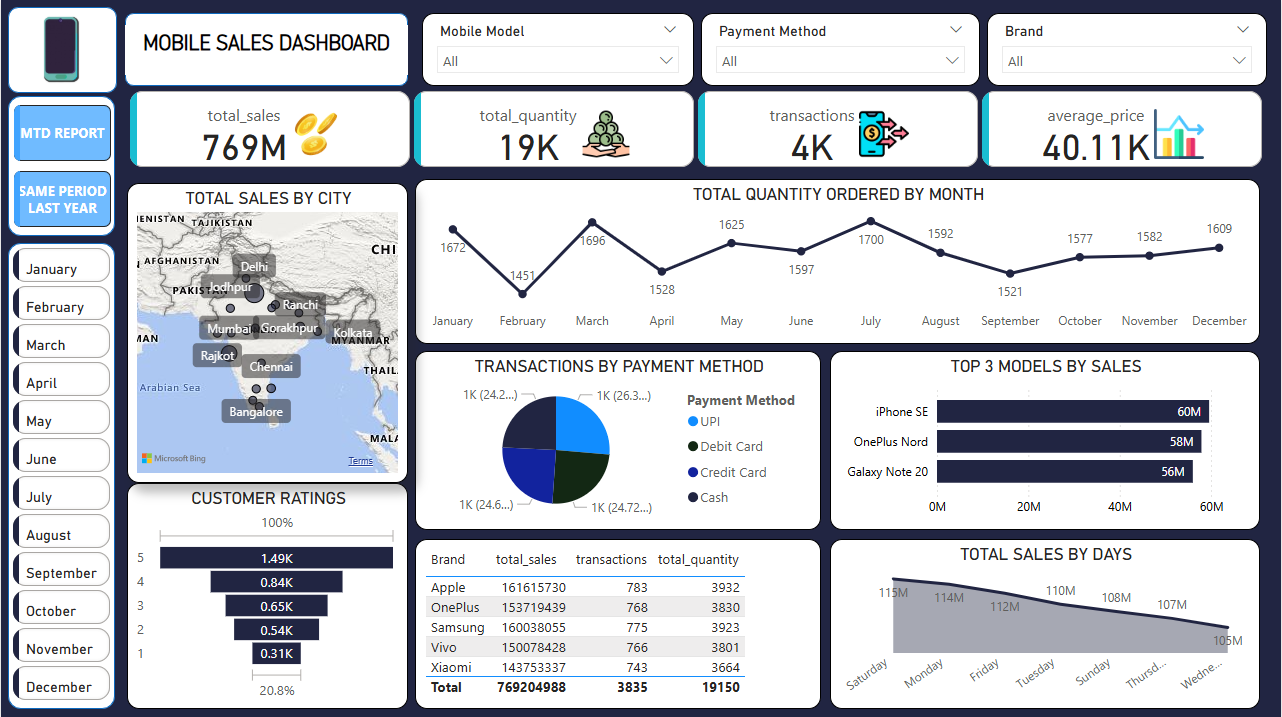 MOBILE SALES DASHBOARD
Mobile Model
All
Payment Method
All
Brand
All
MTD REPORT
SAME PERIOD
LAST YEAR
total_sales
769M
total_quantity
19K
transactions
4K
average_price
40.11K
January
February
March
April
May
June
July
August
September
October
November
December
TOTAL SALES BY CITY
ENISTAN
TAJIKISTAN
CHI
AFGHANISTAN
Delhi
PAKISTAN
Jodhpur
Ranchi
Mumbai
Gorakhpur
Kolkata
MYANMAR
MAN
Rajkot
Chennai
THAIL
Arabian Sea
Bangalore
MALA
Microsoft Bing
Terms
TOTAL QUANTITY ORDERED BY MONTH
1672
1451
1696
1528
1625
1597
1700
1592
1521
1577
1582
1609
January
February
March
April
May
June
July
August
September
October
November
December
TRANSACTIONS BY PAYMENT METHOD
1K (24.2...)
1K (26.3...)
1K (24.6...)
1K (24.72...)
Payment Method
UPI
Debit Card
Credit Card
Cash
TOP 3 MODELS BY SALES
iPhone SE 60M
OnePlus Nord 58M
Galaxy Note 20 56M
0M 20M 40M 60M
CUSTOMER RATINGS
100%
5 1.49K
4 0.84K
3 0.65K
2 0.54K
1 0.31K
20.8%
Brand total_sales transactions total_quantity
Apple 161615730 783 3932
OnePlus 153719439 768 3830
Samsung 160038055 775 3923
Vivo 150078428 766 3801
Xiaomi 143753337 743 3664
Total 769204988 3835 19150
TOTAL SALES BY DAYS
115M
114M
112M
110M
108M
107M
105M
Saturday
Monday
Friday
Tuesday
Sunday
Thursd...
Wedne...